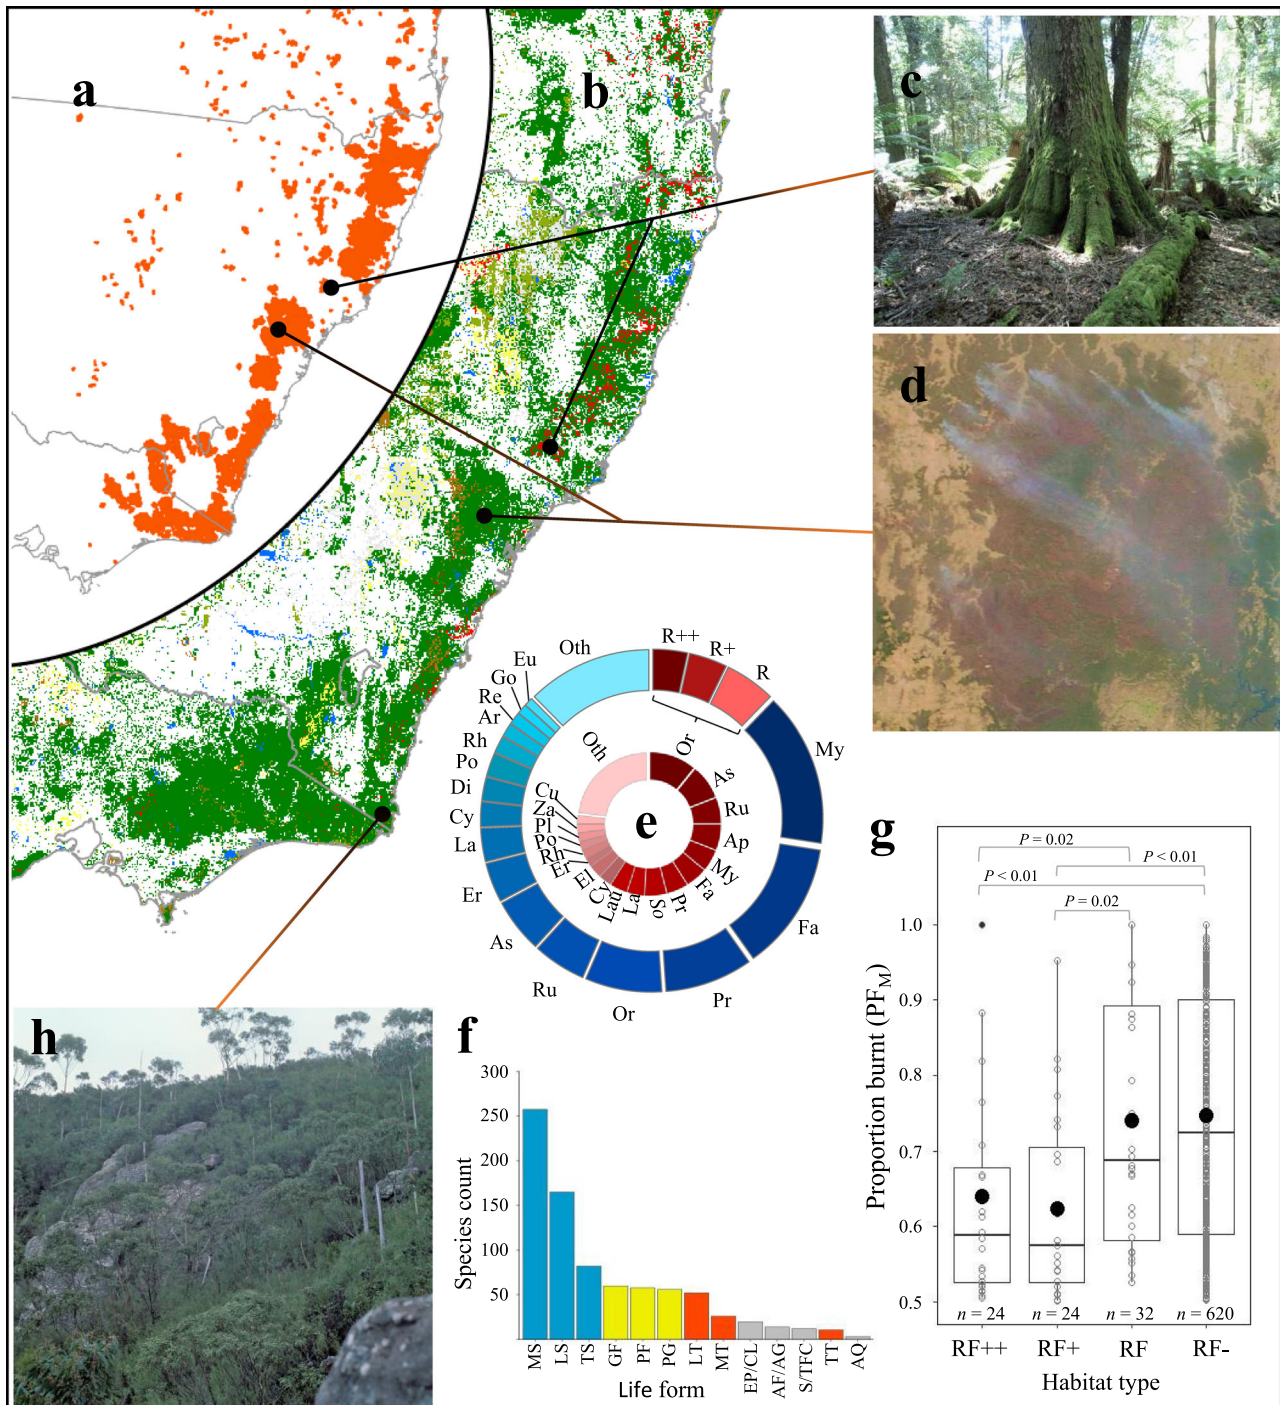 a
b
c
d
Oth
R++
R+
R
My
Fa
Pr
Or
Ru
As
Er
La
Cy
Di
Po
Rh
Ar
Re
Go
Eu
Or
As
Ru
Ap
My
Fa
Pr
So
La
Lau
Cy
El
Er
Rh
Po
Pl
Za
Cu
Oth
e
h
f
300
250
200
150
100
50
Species count
MS
LS
TS
GF
PF
PG
LT
MT
EP/CL
AF/AG
S/TFC
TT
AQ
Life form
g
P = 0.02
P < 0.01
P < 0.01
P = 0.02
1.0
0.9
0.8
0.7
0.6
0.5
Proportion burnt (PFM)
n = 24
n = 24
n = 32
n = 620
RF++
RF+
RF
RF-
Habitat type